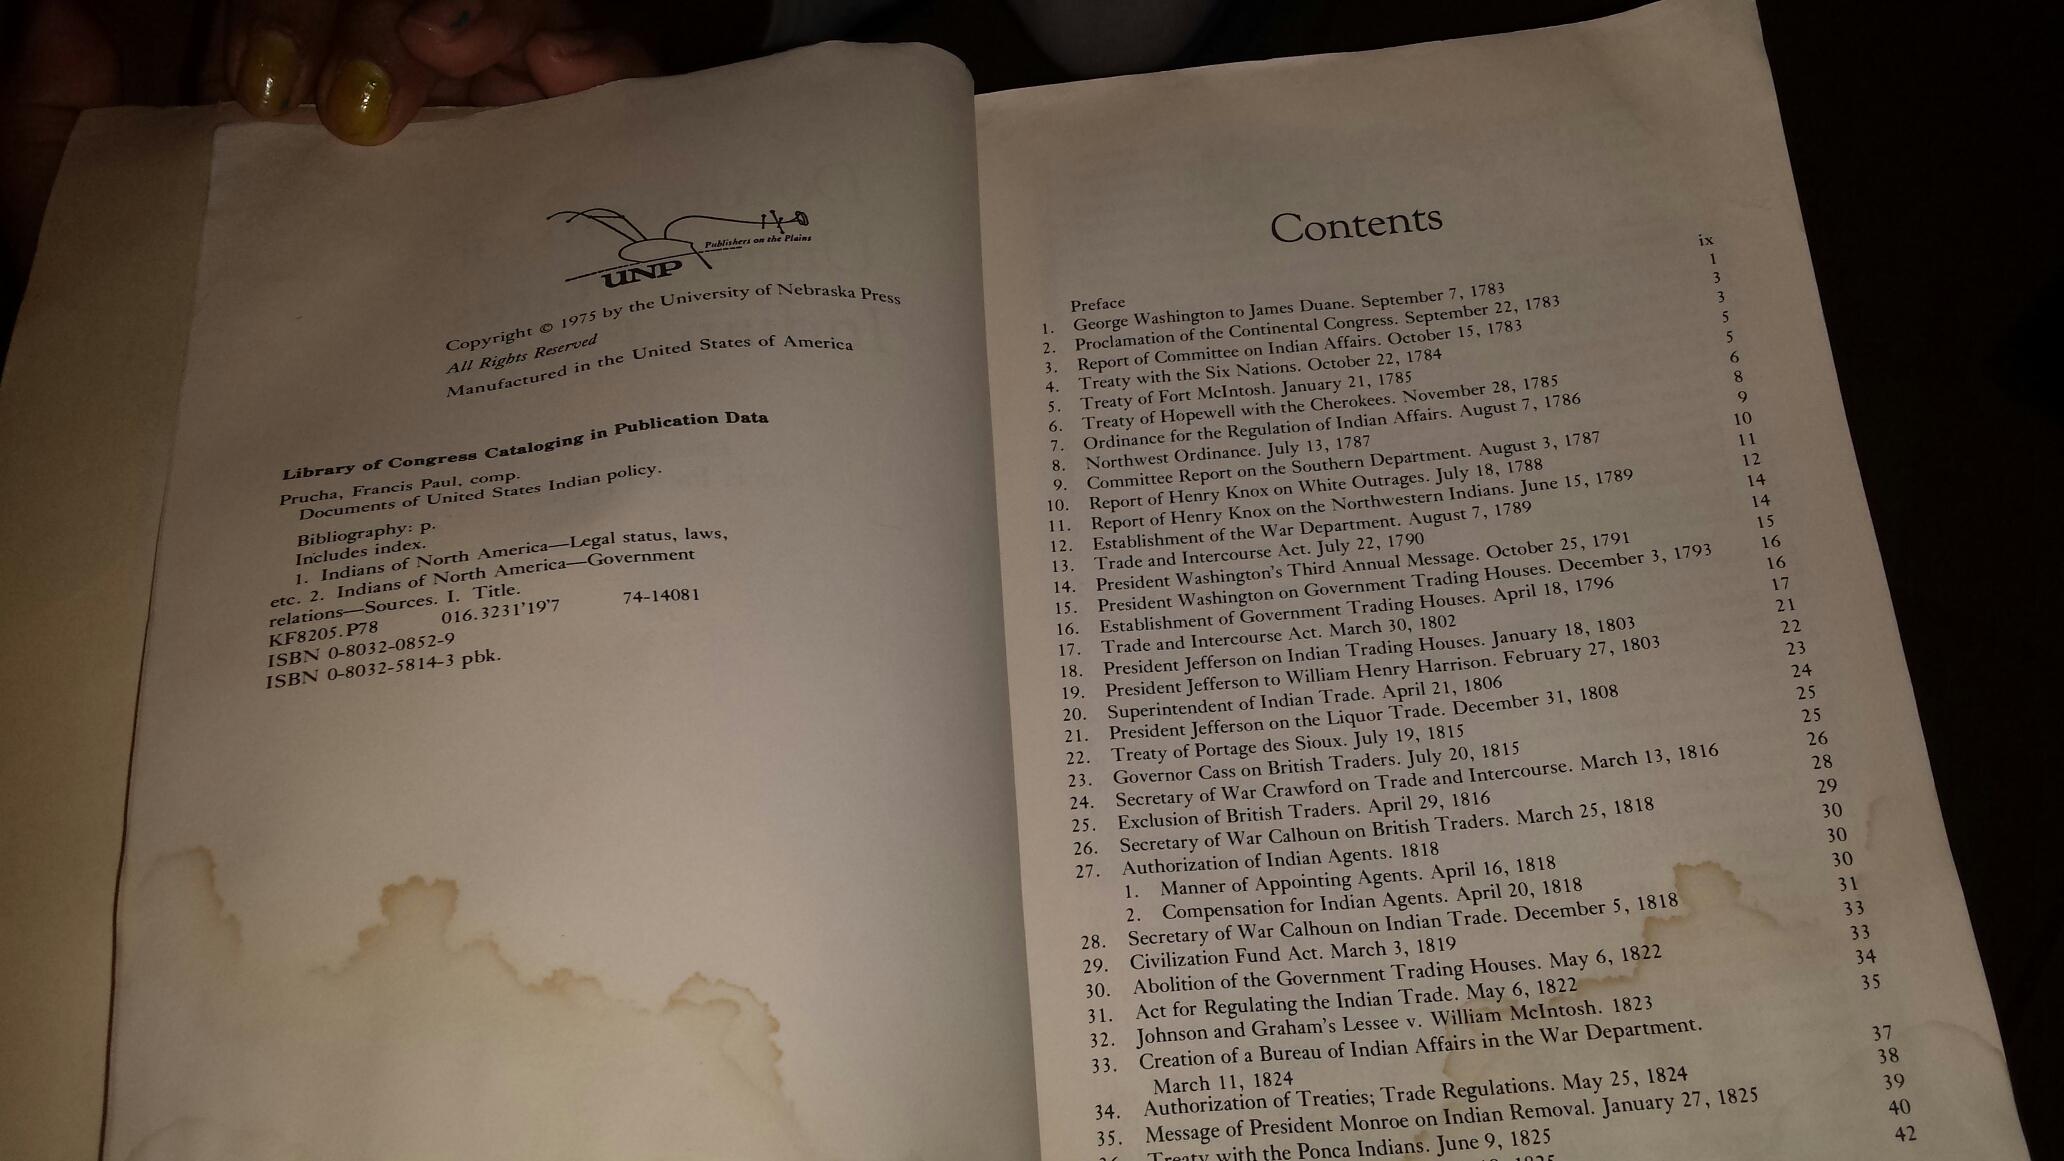 Publishers on the Plains
UNP
Copyright © 1975 by the University of Nebraska Press
All Rights Reserved
Manufactured in the United States of America
Library of Congress Cataloging in Publication Data
Prucha, Francis Paul, comp.
Documents of United States Indian policy.
Bibliography: p.
Includes index.
1. Indians of North America—Legal status, laws,
etc. 2. Indians of North America—Government
relations—Sources. I. Title.
KF8205.P78 016.3231'19'7 74-14081
ISBN 0-8032-0852-9
ISBN 0-8032-5814-3 pbk.
Contents
Preface ix
1. George Washington to James Duane. September 7, 1783 1
2. Proclamation of the Continental Congress. September 22, 1783 3
3. Report of Committee on Indian Affairs. October 15, 1783 3
4. Treaty with the Six Nations. October 22, 1784 5
5. Treaty of Fort McIntosh. January 21, 1785 5
6. Treaty of Hopewell with the Cherokees. November 28, 1785 6
7. Ordinance for the Regulation of Indian Affairs. August 7, 1786 8
8. Northwest Ordinance. July 13, 1787 9
9. Committee Report on the Southern Department. August 3, 1787 10
10. Report of Henry Knox on White Outrages. July 18, 1788 11
11. Report of Henry Knox on the Northwestern Indians. June 15, 1789 12
12. Establishment of the War Department. August 7, 1789 14
13. Trade and Intercourse Act. July 22, 1790 14
14. President Washington's Third Annual Message. October 25, 1791 15
15. President Washington on Government Trading Houses. December 3, 1793 16
16. Establishment of Government Trading Houses. April 18, 1796 16
17. Trade and Intercourse Act. March 30, 1802 17
18. President Jefferson on Indian Trading Houses. January 18, 1803 21
19. President Jefferson to William Henry Harrison. February 27, 1803 22
20. Superintendent of Indian Trade. April 21, 1806 23
21. President Jefferson on the Liquor Trade. December 31, 1808 24
22. Treaty of Portage des Sioux. July 19, 1815 25
23. Governor Cass on British Traders. July 20, 1815 25
24. Secretary of War Crawford on Trade and Intercourse. March 13, 1816 26
25. Exclusion of British Traders. April 29, 1816 28
26. Secretary of War Calhoun on British Traders. March 25, 1818 29
27. Authorization of Indian Agents. 1818 30
1. Manner of Appointing Agents. April 16, 1818 30
2. Compensation for Indian Agents. April 20, 1818 30
28. Secretary of War Calhoun on Indian Trade. December 5, 1818 31
29. Civilization Fund Act. March 3, 1819 33
30. Abolition of the Government Trading Houses. May 6, 1822 33
31. Act for Regulating the Indian Trade. May 6, 1822 34
32. Johnson and Graham's Lessee v. William McIntosh. 1823 35
33. Creation of a Bureau of Indian Affairs in the War Department.
March 11, 1824 37
34. Authorization of Treaties; Trade Regulations. May 25, 1824 38
35. Message of President Monroe on Indian Removal. January 27, 1825 39
36. Treaty with the Ponca Indians. June 9, 1825 40
1825 42